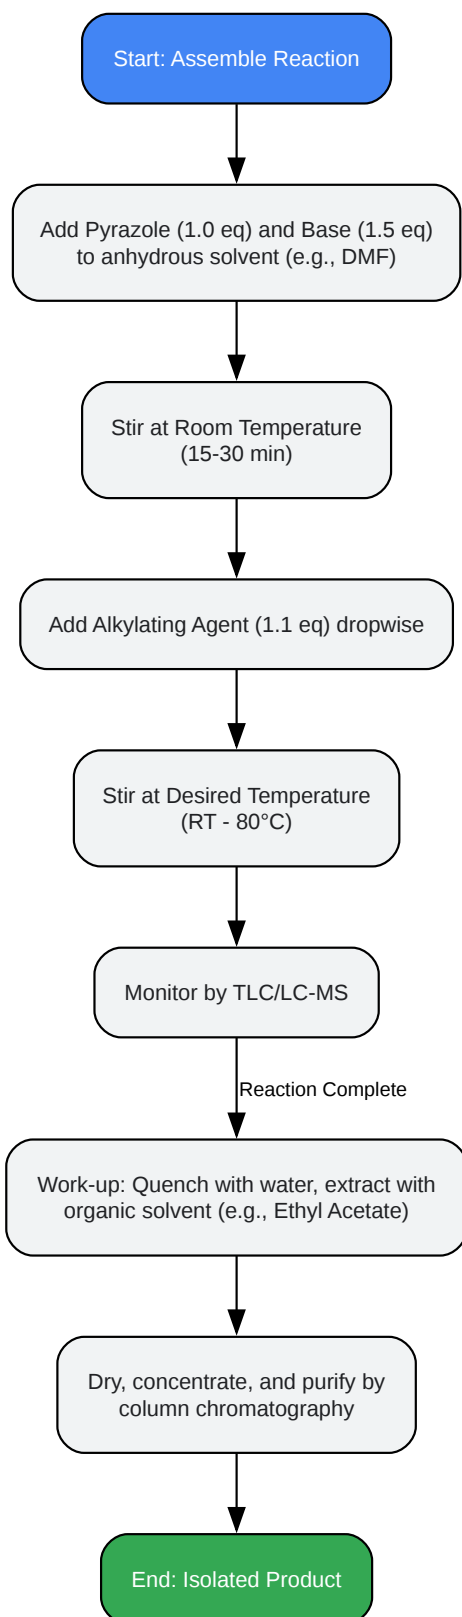 Start: Assemble Reaction
Add Pyrazole (1.0 eq) and Base (1.5 eq)
to anhydrous solvent (e.g., DMF)
Stir at Room Temperature
(15-30 min)
Add Alkylating Agent (1.1 eq) dropwise
Stir at Desired Temperature
(RT - 80°C)
Monitor by TLC/LC-MS
Reaction Complete
Work-up: Quench with water, extract with
organic solvent (e.g., Ethyl Acetate)
Dry, concentrate, and purify by
column chromatography
End: Isolated Product